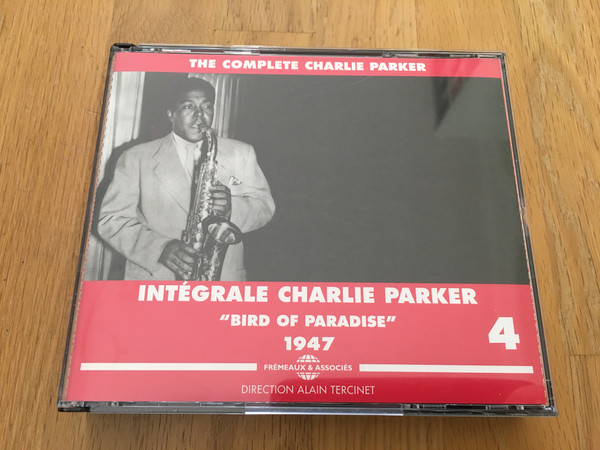 THE COMPLETE CHARLIE PARKER
INTÉGRALE CHARLIE PARKER
“BIRD OF PARADISE”
1947
4
FRÉMEAUX & ASSOCIÉS
DIRECTION ALAIN TERCINET